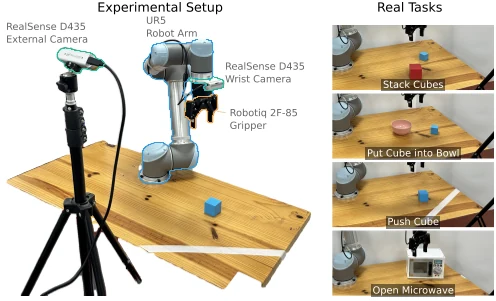 Experimental Setup
RealSense D435
External Camera
UR5
Robot Arm
RealSense D435
Wrist Camera
Robotiq 2F-85
Gripper
Real Tasks
Stack Cubes
Put Cube into Bowl
Push Cube
Open Microwave